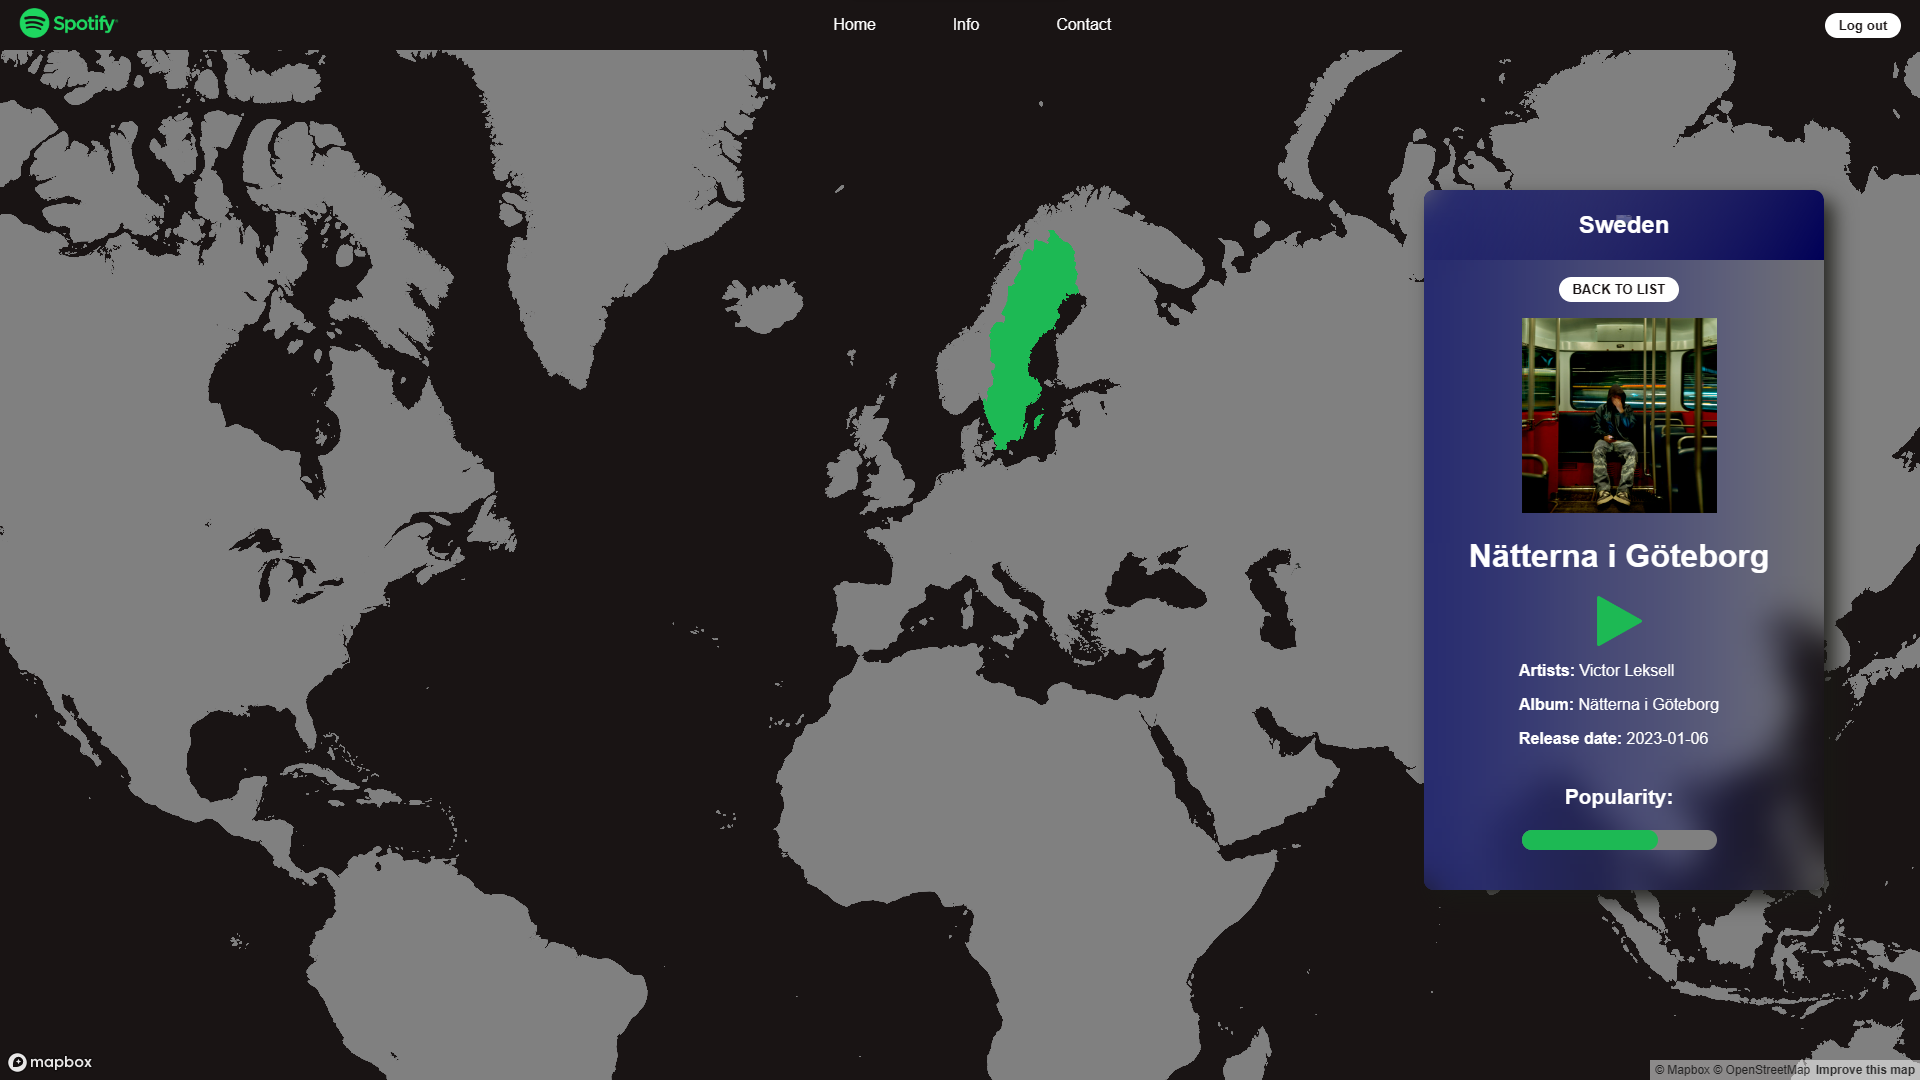 Spotify
Home
Info
Contact
Log out
Sweden
BACK TO LIST
Nätterna i Göteborg
Artists: Victor Leksell
Album: Nätterna i Göteborg
Release date: 2023-01-06
Popularity:
mapbox
© Mapbox © OpenStreetMap Improve this map